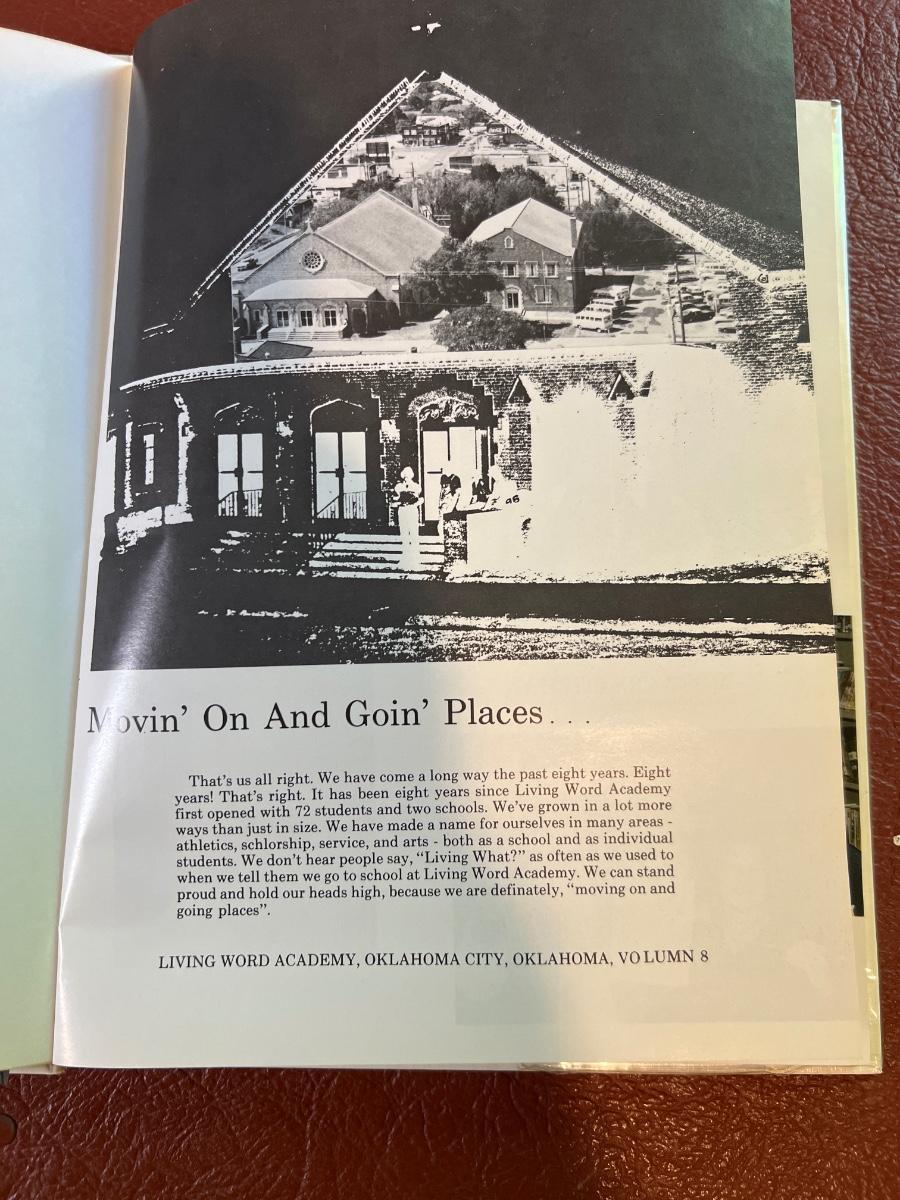 Movin' On And Goin' Places...
That's us all right. We have come a long way the past eight years. Eight
years! That's right. It has been eight years since Living Word Academy
first opened with 72 students and two schools. We've grown in a lot more
ways than just in size. We have made a name for ourselves in many areas -
athletics, schlorship, service, and arts - both as a school and as individual
students. We don't hear people say, "Living What?" as often as we used to
when we tell them we go to school at Living Word Academy. We can stand
proud and hold our heads high, because we are definately, "moving on and
going places".
LIVING WORD ACADEMY, OKLAHOMA CITY, OKLAHOMA, VOLUMN 8